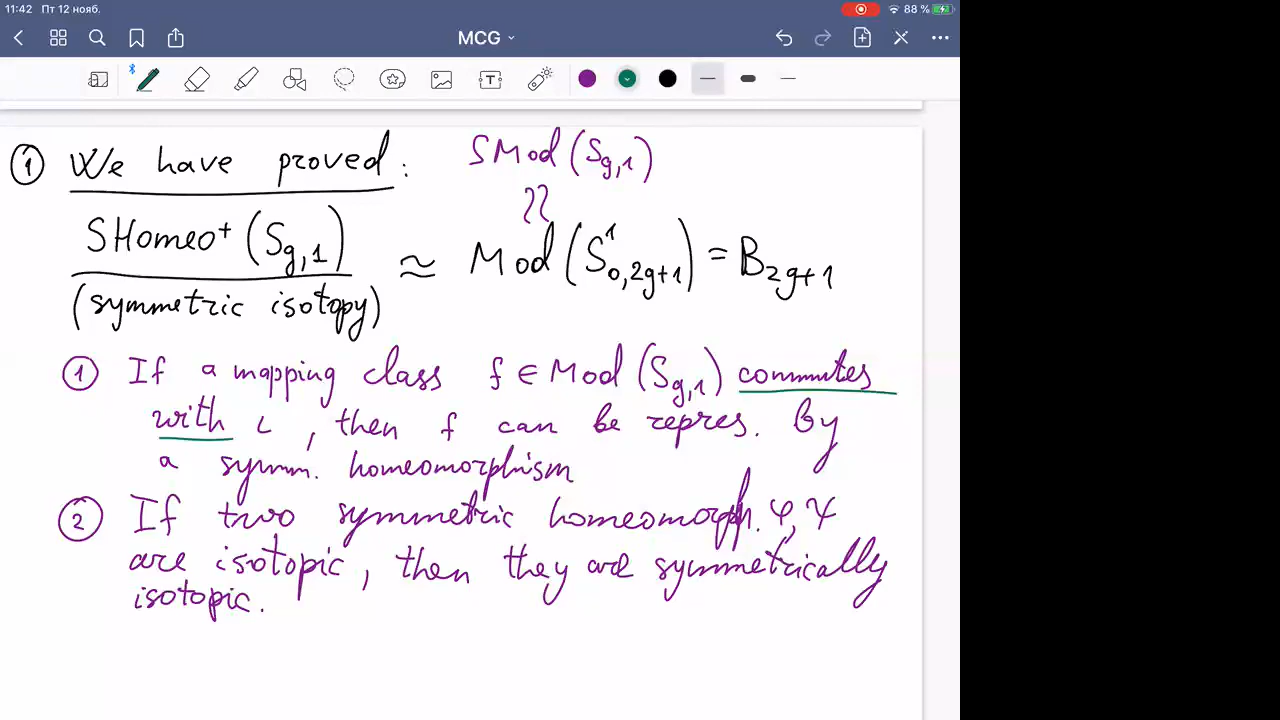 11:42 Пт 12 нояб.
88 %
MCG
① We have proved:
SMod(S_{g,1})
≈
SHomeo⁺(S_{g,1})
(symmetric isotopy)
≈ Mod(S^1_{0,2g+1}) = B_{2g+1}
① If a mapping class f ∈ Mod(S_{g,1}) commutes
with ι, then f can be repres. by
a symm. homeomorphism
② If two symmetric homeomorph. φ, ψ
are isotopic, then they are symmetrically
isotopic.